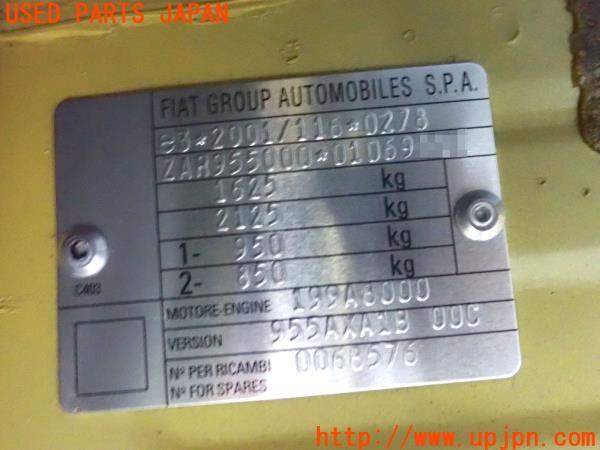 USED PARTS JAPAN
FIAT GROUP AUTOMOBILES S.P.A.
e3*2001/116*0278
ZAR955000*01069
1625 kg
2125 kg
1- 950 kg
2- 850 kg
C403
MOTORE-ENGINE 199A8000
VERSION 955AXA1B 00C
Nº PER RICAMBI 0068576
Nº FOR SPARES
http://www.upjpn.com